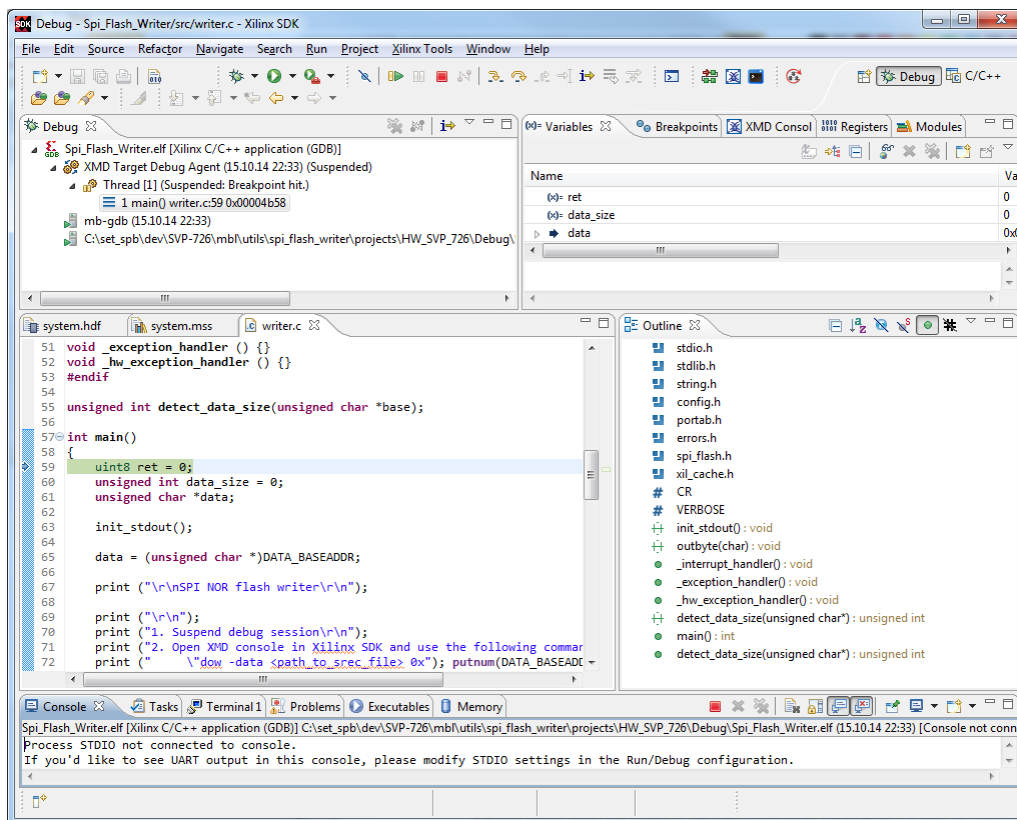 Debug - Spi_Flash_Writer/src/writer.c - Xilinx SDK
File Edit Source Refactor Navigate Search Run Project Xilinx Tools Window Help
Debug C/C++
Debug
Spi_Flash_Writer.elf [Xilinx C/C++ application (GDB)]
XMD Target Debug Agent (15.10.14 22:33) (Suspended)
Thread [1] (Suspended: Breakpoint hit.)
1 main() writer.c:59 0x00004b58
mb-gdb (15.10.14 22:33)
C:\set_spb\dev\SVP-726\mbl\utils\spi_flash_writer\projects\HW_SVP_726\Debug\
(x)= Variables Breakpoints XMD Consol Registers Modules
Name Va
(x)= ret 0
(x)= data_size 0
data 0x
system.hdf system.mss writer.c
51 void _exception_handler () {}
52 void _hw_exception_handler () {}
53 #endif
54
55 unsigned int detect_data_size(unsigned char *base);
56
57 int main()
58 {
59 uint8 ret = 0;
60 unsigned int data_size = 0;
61 unsigned char *data;
62
63 init_stdout();
64
65 data = (unsigned char *)DATA_BASEADDR;
66
67 print ("\r\nSPI NOR flash writer\r\n");
68
69 print ("\r\n");
70 print ("1. Suspend debug session\r\n");
71 print ("2. Open XMD console in Xilinx SDK and use the following comman
72 print (" \"dow -data <path_to_srec_file> 0x"); putnum(DATA_BASEADD
Outline
stdio.h
stdlib.h
string.h
config.h
portab.h
errors.h
spi_flash.h
xil_cache.h
# CR
# VERBOSE
init_stdout() : void
outbyte(char) : void
_interrupt_handler() : void
_exception_handler() : void
_hw_exception_handler() : void
detect_data_size(unsigned char*) : unsigned int
main() : int
detect_data_size(unsigned char*) : unsigned int
Console Tasks Terminal 1 Problems Executables Memory
Spi_Flash_Writer.elf [Xilinx C/C++ application (GDB)] C:\set_spb\dev\SVP-726\mbl\utils\spi_flash_writer\projects\HW_SVP_726\Debug\Spi_Flash_Writer.elf (15.10.14 22:33) [Console not conn
Process STDIO not connected to console.
If you'd like to see UART output in this console, please modify STDIO settings in the Run/Debug configuration.